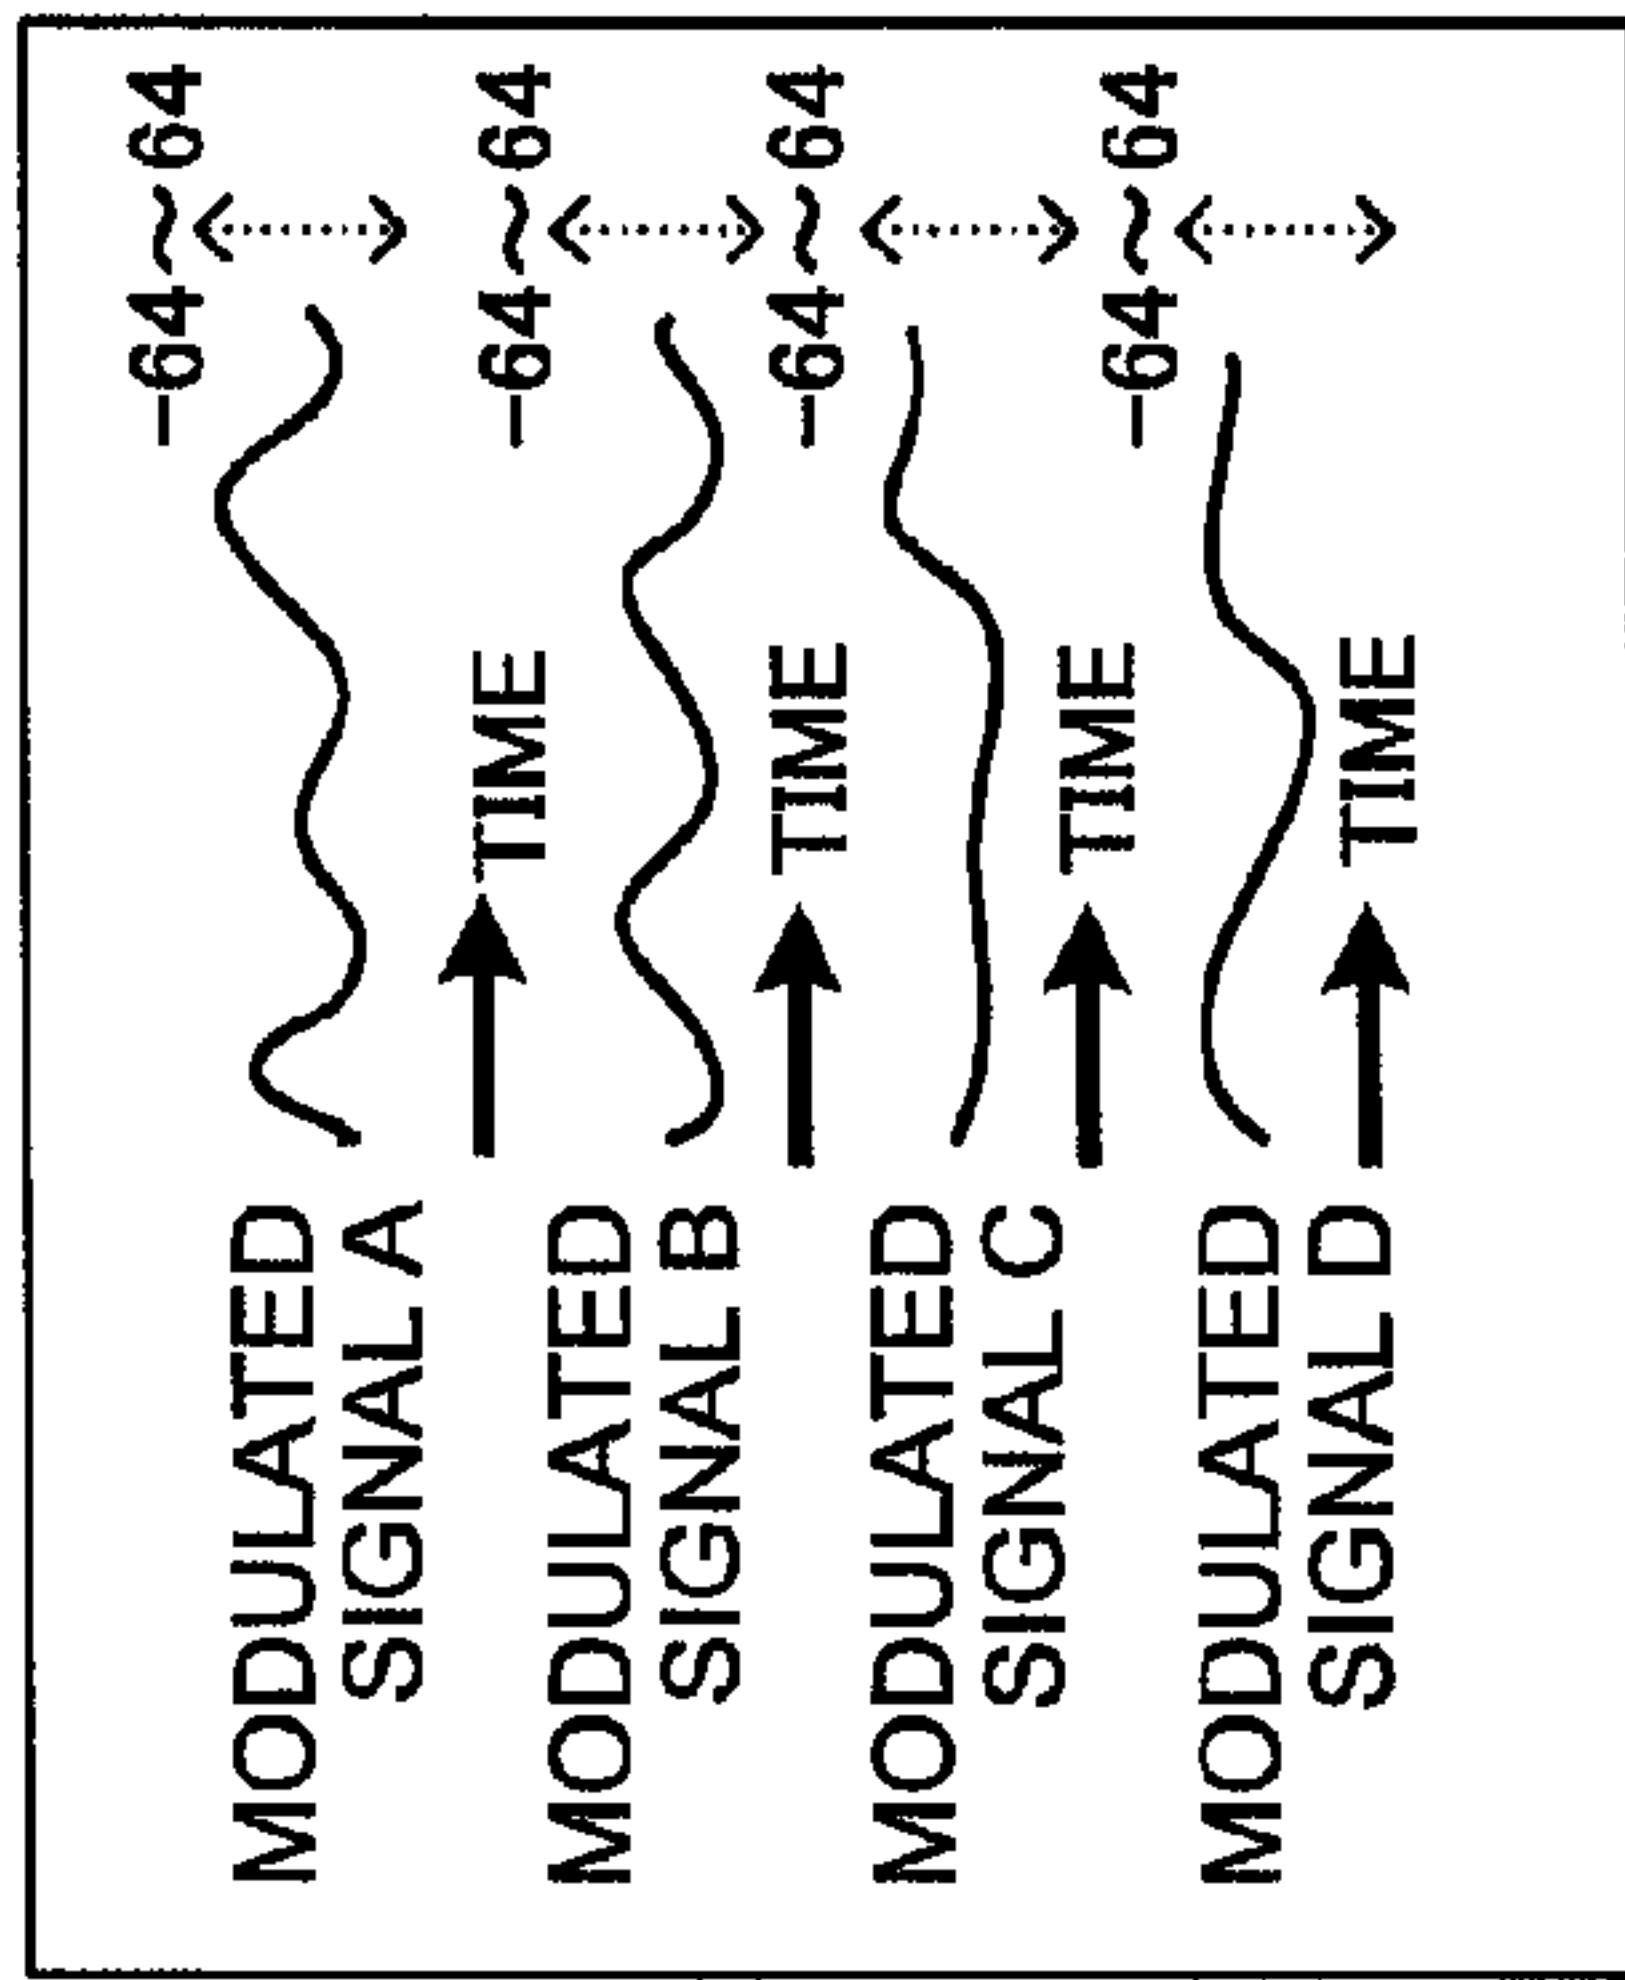 -64~64
MODULATED
SIGNAL A
TIME
-64~64
MODULATED
SIGNAL B
TIME
-64~64
MODULATED
SIGNAL C
TIME
-64~64
MODULATED
SIGNAL D
TIME